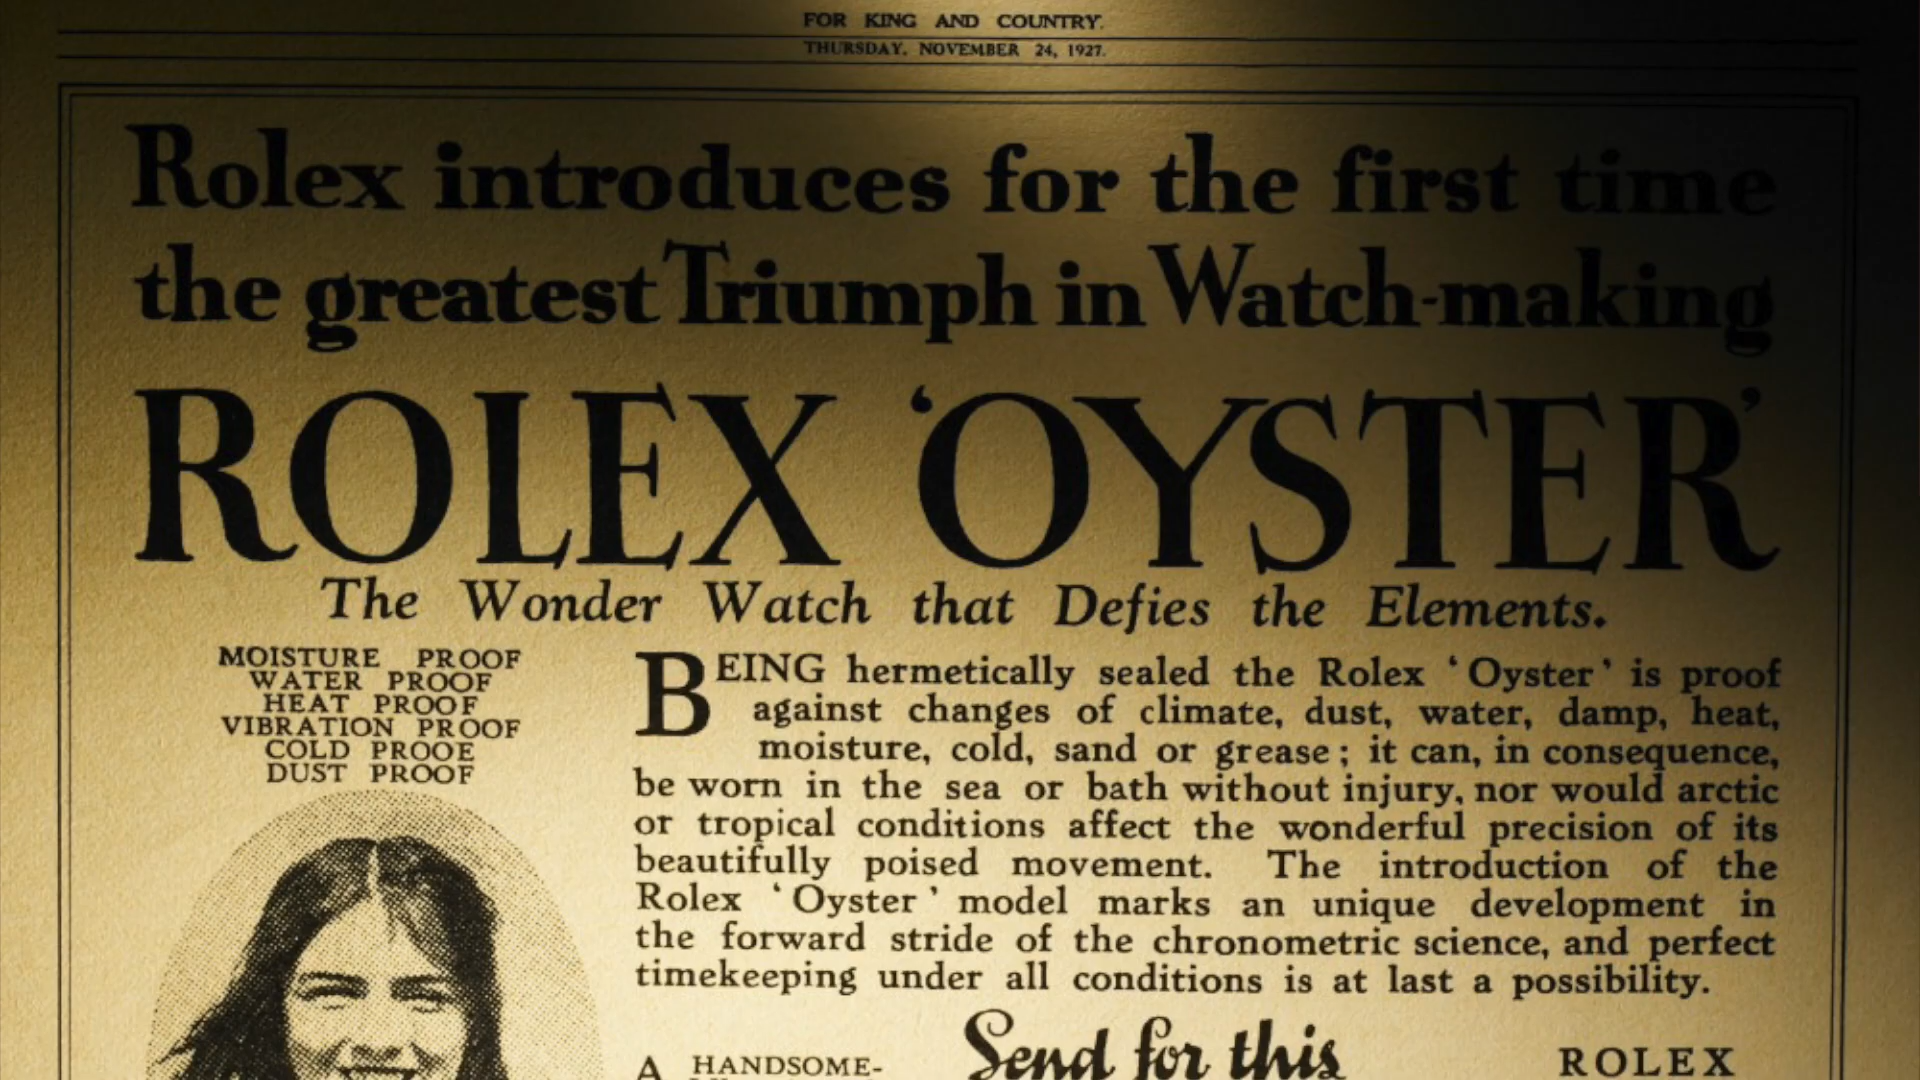 FOR KING AND COUNTRY.
THURSDAY, NOVEMBER 24, 1927.
Rolex introduces for the first time
the greatest Triumph in Watch-making
ROLEX ‘OYSTER’
The Wonder Watch that Defies the Elements.
MOISTURE PROOF
WATER PROOF
HEAT PROOF
VIBRATION PROOF
COLD PROOE
DUST PROOF
BEING hermetically sealed the Rolex ‘Oyster’ is proof
against changes of climate, dust, water, damp, heat,
moisture, cold, sand or grease; it can, in consequence,
be worn in the sea or bath without injury, nor would arctic
or tropical conditions affect the wonderful precision of its
beautifully poised movement. The introduction of the
Rolex ‘Oyster’ model marks an unique development in
the forward stride of the chronometric science, and perfect
timekeeping under all conditions is at last a possibility.
A HANDSOME-
Send for this
ROLEX